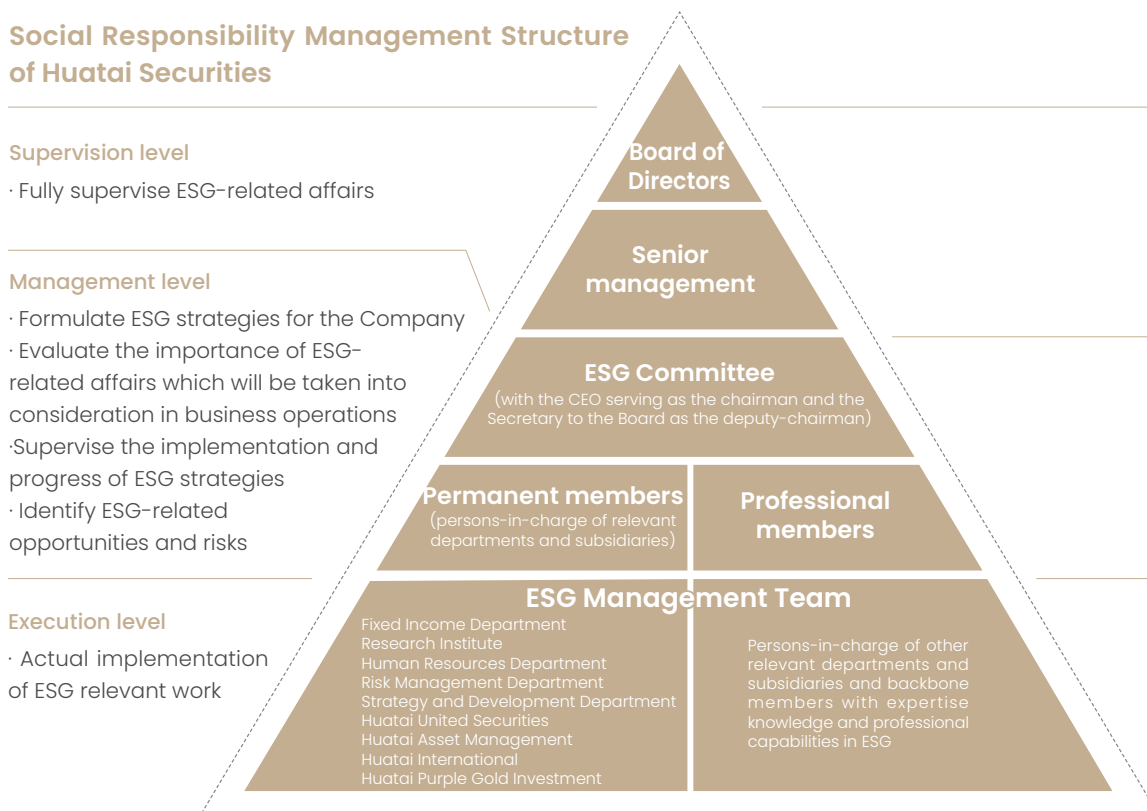 Social Responsibility Management Structure
of Huatai Securities
Supervision level
· Fully supervise ESG-related affairs
Management level
· Formulate ESG strategies for the Company
· Evaluate the importance of ESG-
related affairs which will be taken into
consideration in business operations
·Supervise the implementation and
progress of ESG strategies
· Identify ESG-related
opportunities and risks
Execution level
· Actual implementation
of ESG relevant work
Board of
Directors
Senior
management
ESG Committee
(with the CEO serving as the chairman and the
Secretary to the Board as the deputy-chairman)
Permanent members
(persons-in-charge of relevant
departments and subsidiaries)
Professional
members
ESG Management Team
Fixed Income Department
Research Institute
Human Resources Department
Risk Management Department
Strategy and Development Department
Huatai United Securities
Huatai Asset Management
Huatai International
Huatai Purple Gold Investment
Persons-in-charge of other
relevant departments and
subsidiaries and backbone
members with expertise
knowledge and professional
capabilities in ESG